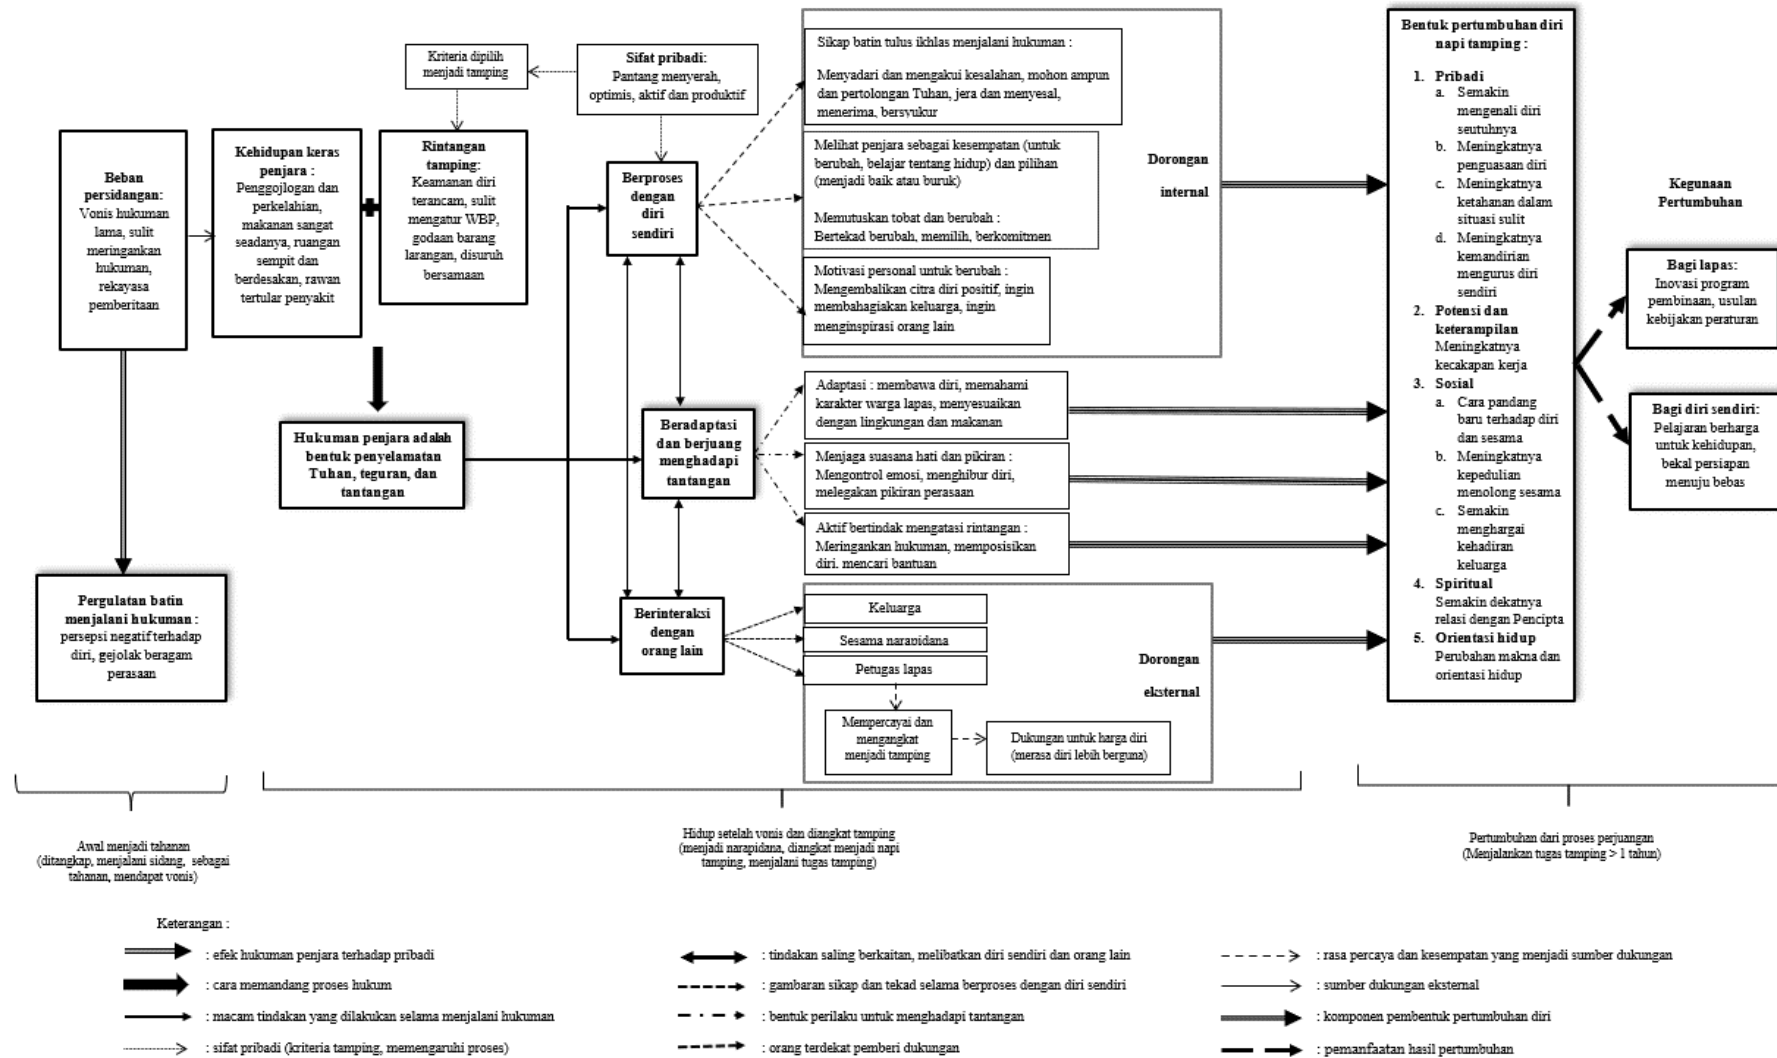 Beban
persidangan:
Vonis hukuman
lama, sulit
meringankan
hukuman,
rekayasa
pemberitaan
Pergulatan batin
menjalani hukuman :
persepsi negatif terhadap
diri, gejolak beragam
perasaan
Kehidupan keras
penjara :
Penggojlogan dan
perkelahian,
makanan sangat
seadanya, ruangan
sempit dan
berdesakan, rawan
tertular penyakit
Kriteria dipilih
menjadi tamping
Rintangan
tamping:
Keamanan diri
terancam, sulit
mengatur WBP,
godaan barang
larangan, disuruh
bersamaan
Sifat pribadi:
Pantang menyerah,
optimis, aktif dan
produktif
Hukuman penjara adalah
bentuk penyelamatan
Tuhan, teguran, dan
tantangan
Berproses
dengan
diri
sendiri
Beradaptasi
dan berjuang
menghadapi
tantangan
Berinteraksi
dengan
orang lain
Sikap batin tulus ikhlas menjalani hukuman :
Menyadari dan mengakui kesalahan, mohon ampun
dan pertolongan Tuhan, jera dan menyesal,
menerima, bersyukur
Melihat penjara sebagai kesempatan (untuk
berubah, belajar tentang hidup) dan pilihan
(menjadi baik atau buruk)
Memutuskan tobat dan berubah :
Bertekad berubah, memilih, berkomitmen
Motivasi personal untuk berubah :
Mengembalikan citra diri positif, ingin
membahagiakan keluarga, ingin
menginspirasi orang lain
Dorongan
internal
Adaptasi : membawa diri, memahami
karakter warga lapas, menyesuaikan
dengan lingkungan dan makanan
Menjaga suasana hati dan pikiran :
Mengontrol emosi, menghibur diri,
melegakan pikiran perasaan
Aktif bertindak mengatasi rintangan :
Meringankan hukuman, memposisikan
diri, mencari bantuan
Keluarga
Sesama narapidana
Petugas lapas
Mempercayai dan
mengangkat
menjadi tamping
Dukungan untuk harga diri
(merasa diri lebih berguna)
Dorongan
eksternal
Bentuk pertumbuhan diri
napi tamping :
1. Pribadi
a. Semakin
mengenali diri
seutuhnya
b. Meningkatnya
penguasaan diri
c. Meningkatnya
ketahanan dalam
situasi sulit
d. Meningkatnya
kemandirian
mengurus diri
sendiri
2. Potensi dan
keterampilan
Meningkatnya
kecakapan kerja
3. Sosial
a. Cara pandang
baru terhadap diri
dan sesama
b. Meningkatnya
kepedulian
menolong sesama
c. Semakin
menghargai
kehadiran
keluarga
4. Spiritual
Semakin dekatnya
relasi dengan Pencipta
5. Orientasi hidup
Perubahan makna dan
orientasi hidup
Kegunaan
Pertumbuhan
Bagi lapas:
Inovasi program
pembinaan, usulan
kebijakan peraturan
Bagi diri sendiri:
Pelajaran berharga
untuk kehidupan,
bekal persiapan
menuju bebas
Awal menjadi tahanan
(ditangkap, menjalani sidang, sebagai
tahanan, mendapat vonis)
Hidup setelah vonis dan diangkat tamping
(menjadi narapidana, diangkat menjadi napi
tamping, menjalani tugas tamping)
Pertumbuhan dari proses perjuangan
(Menjalankan tugas tamping > 1 tahun)
Keterangan :
: efek hukuman penjara terhadap pribadi
: cara memandang proses hukum
: macam tindakan yang dilakukan selama menjalani hukuman
: sifat pribadi (kriteria tamping, memengaruhi proses)
: tindakan saling berkaitan, melibatkan diri sendiri dan orang lain
: gambaran sikap dan tekad selama berproses dengan diri sendiri
: bentuk perilaku untuk menghadapi tantangan
: orang terdekat pemberi dukungan
: rasa percaya dan kesempatan yang menjadi sumber dukungan
: sumber dukungan eksternal
: komponen pembentuk pertumbuhan diri
: pemanfaatan hasil pertumbuhan